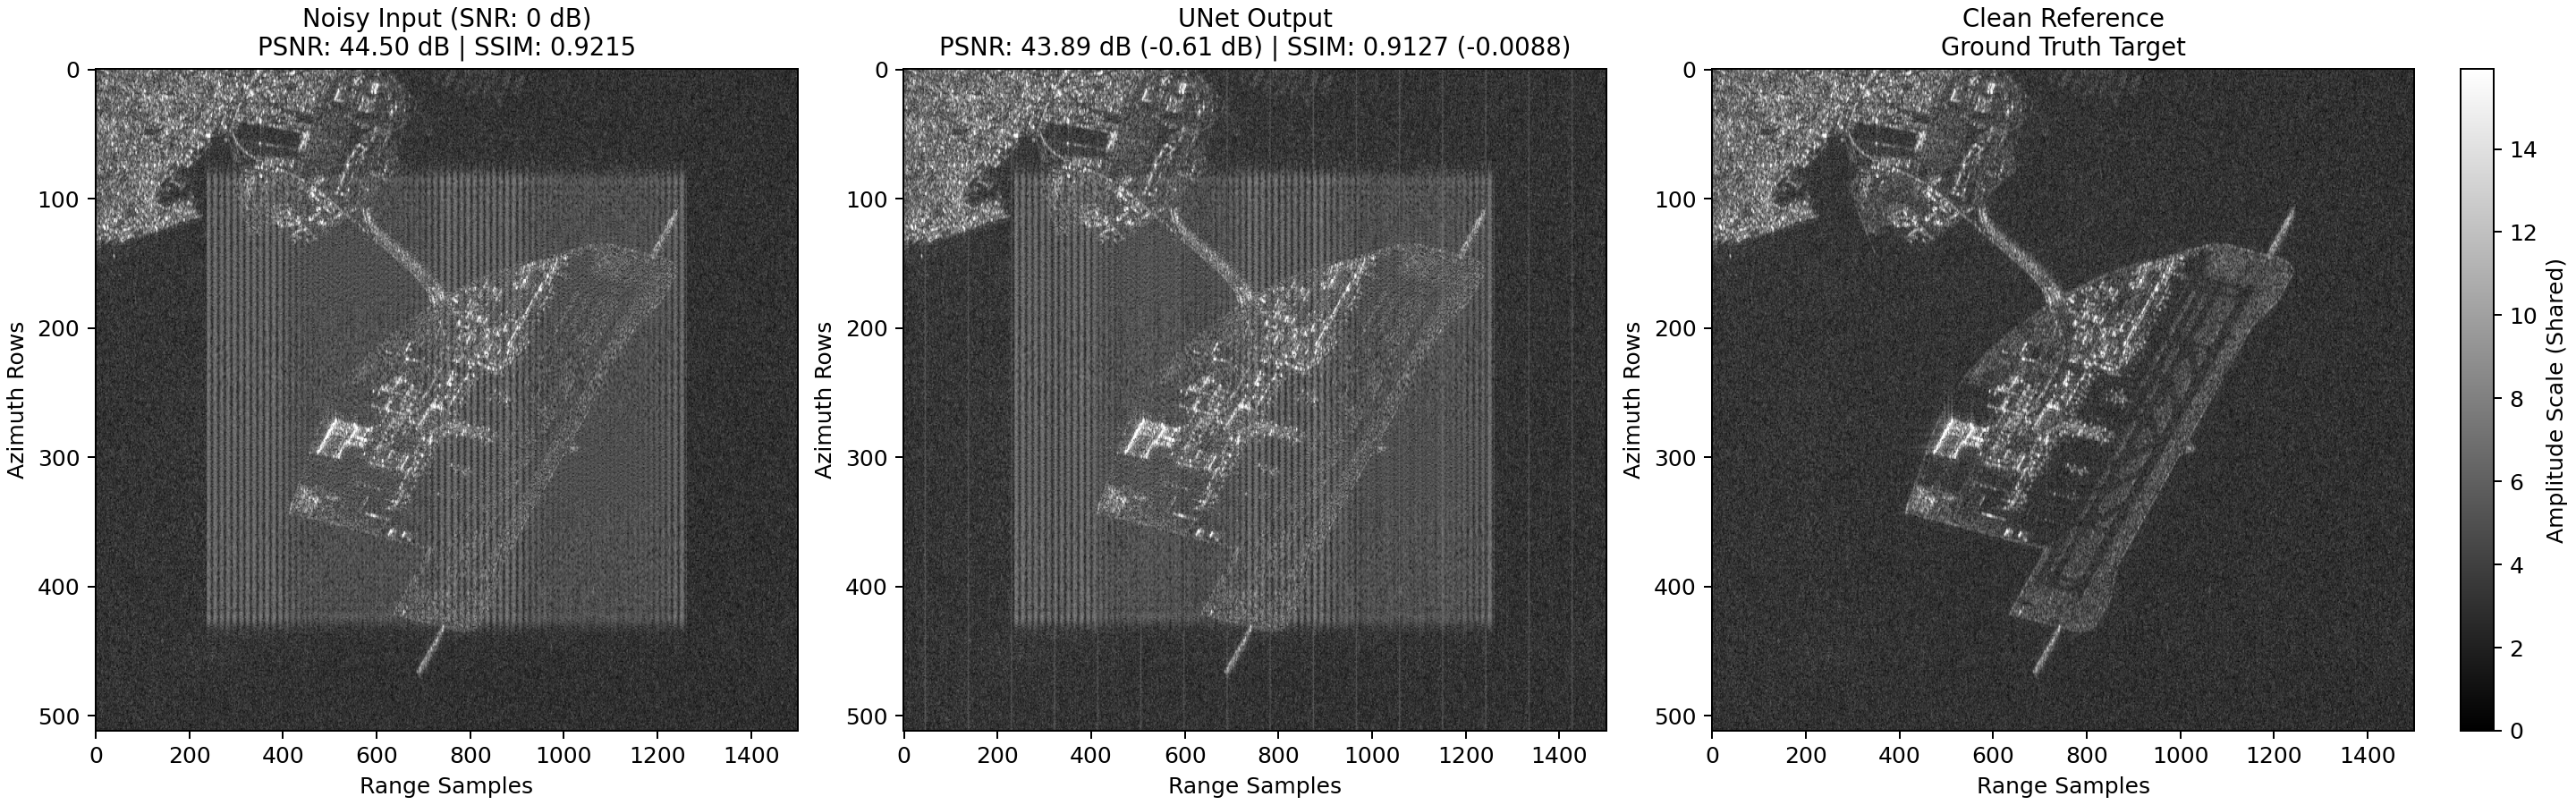 Noisy Input (SNR: 0 dB)
PSNR: 44.50 dB | SSIM: 0.9215
0
100
200
300
400
500
Azimuth Rows
0 200 400 600 800 1000 1200 1400
Range Samples
UNet Output
PSNR: 43.89 dB (-0.61 dB) | SSIM: 0.9127 (-0.0088)
0
100
200
300
400
500
Azimuth Rows
0 200 400 600 800 1000 1200 1400
Range Samples
Clean Reference
Ground Truth Target
0
100
200
300
400
500
Azimuth Rows
0 200 400 600 800 1000 1200 1400
Range Samples
14
12
10
8
6
4
2
0
Amplitude Scale (Shared)